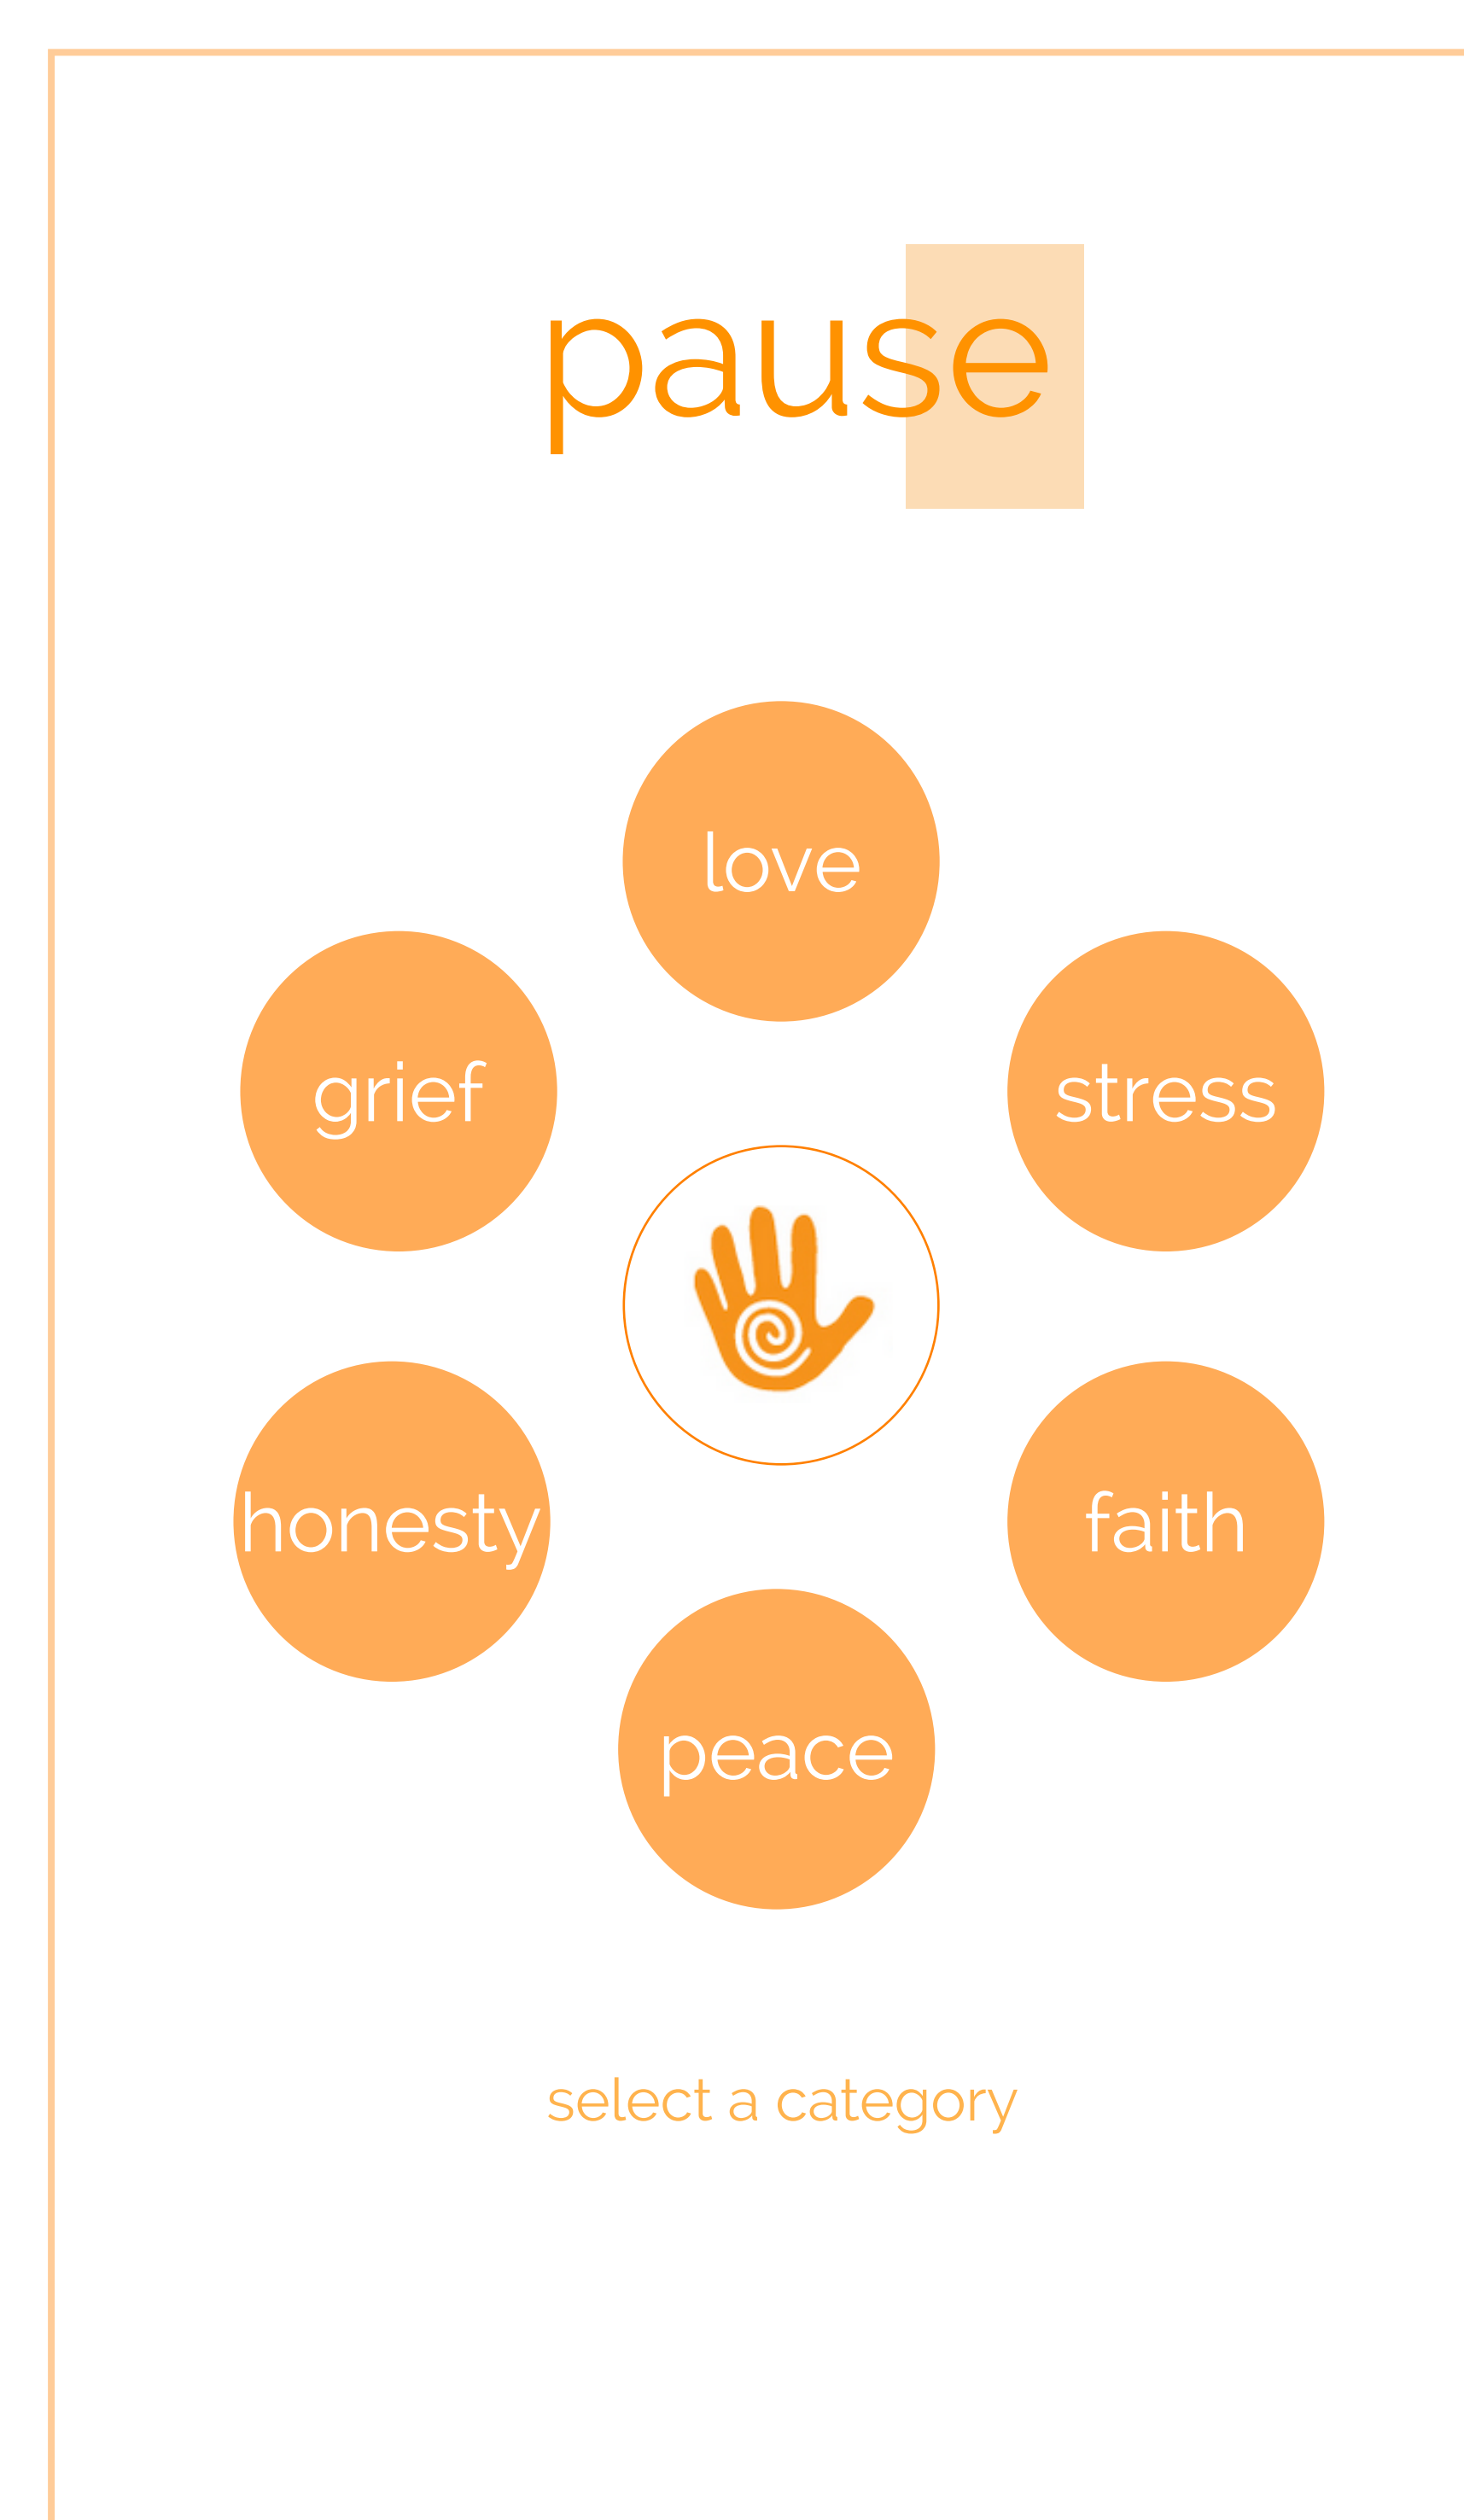 pause
love
grief
stress
honesty
faith
peace
select a category